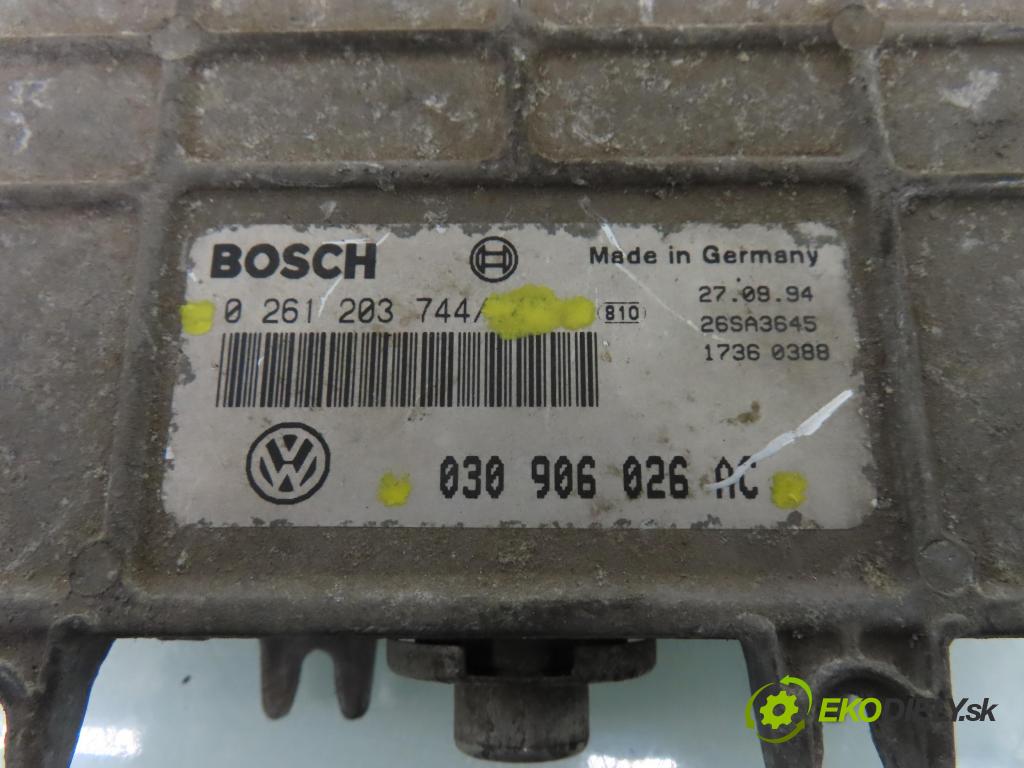 BOSCH Made in Germany
0 261 203 744/ 810 27.09.94
26SA3645
1736 0388
030 906 026 AC
EKODIELY.sk